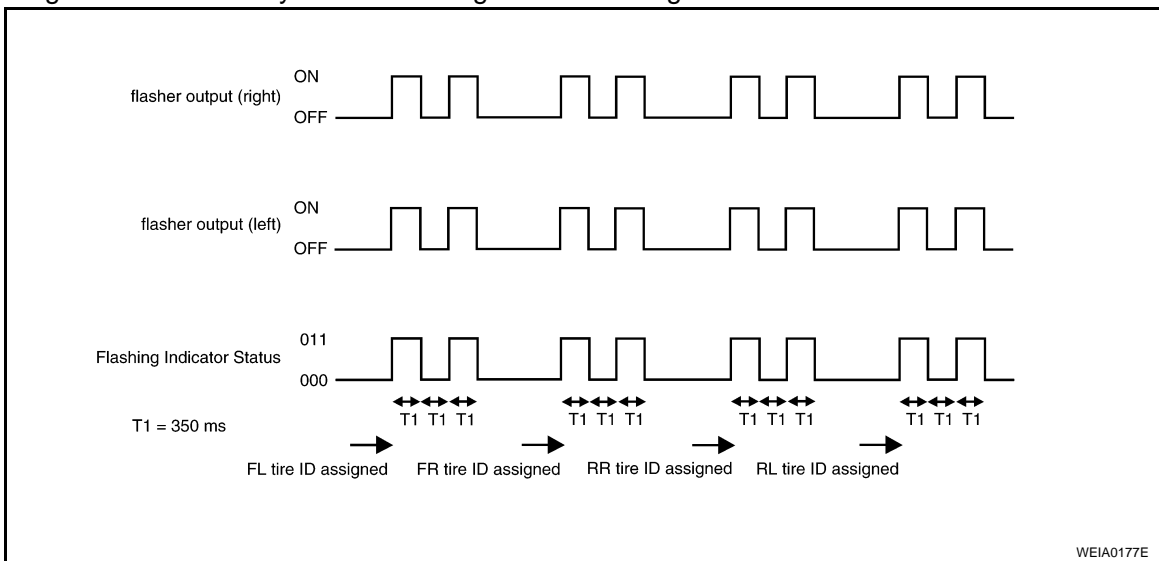 ON
flasher output (right)
OFF
ON
flasher output (left)
OFF
011
Flashing Indicator Status
000
T1 T1 T1 T1 T1 T1 T1 T1 T1 T1 T1 T1
T1 = 350 ms
FL tire ID assigned FR tire ID assigned RR tire ID assigned RL tire ID assigned
WEIA0177E